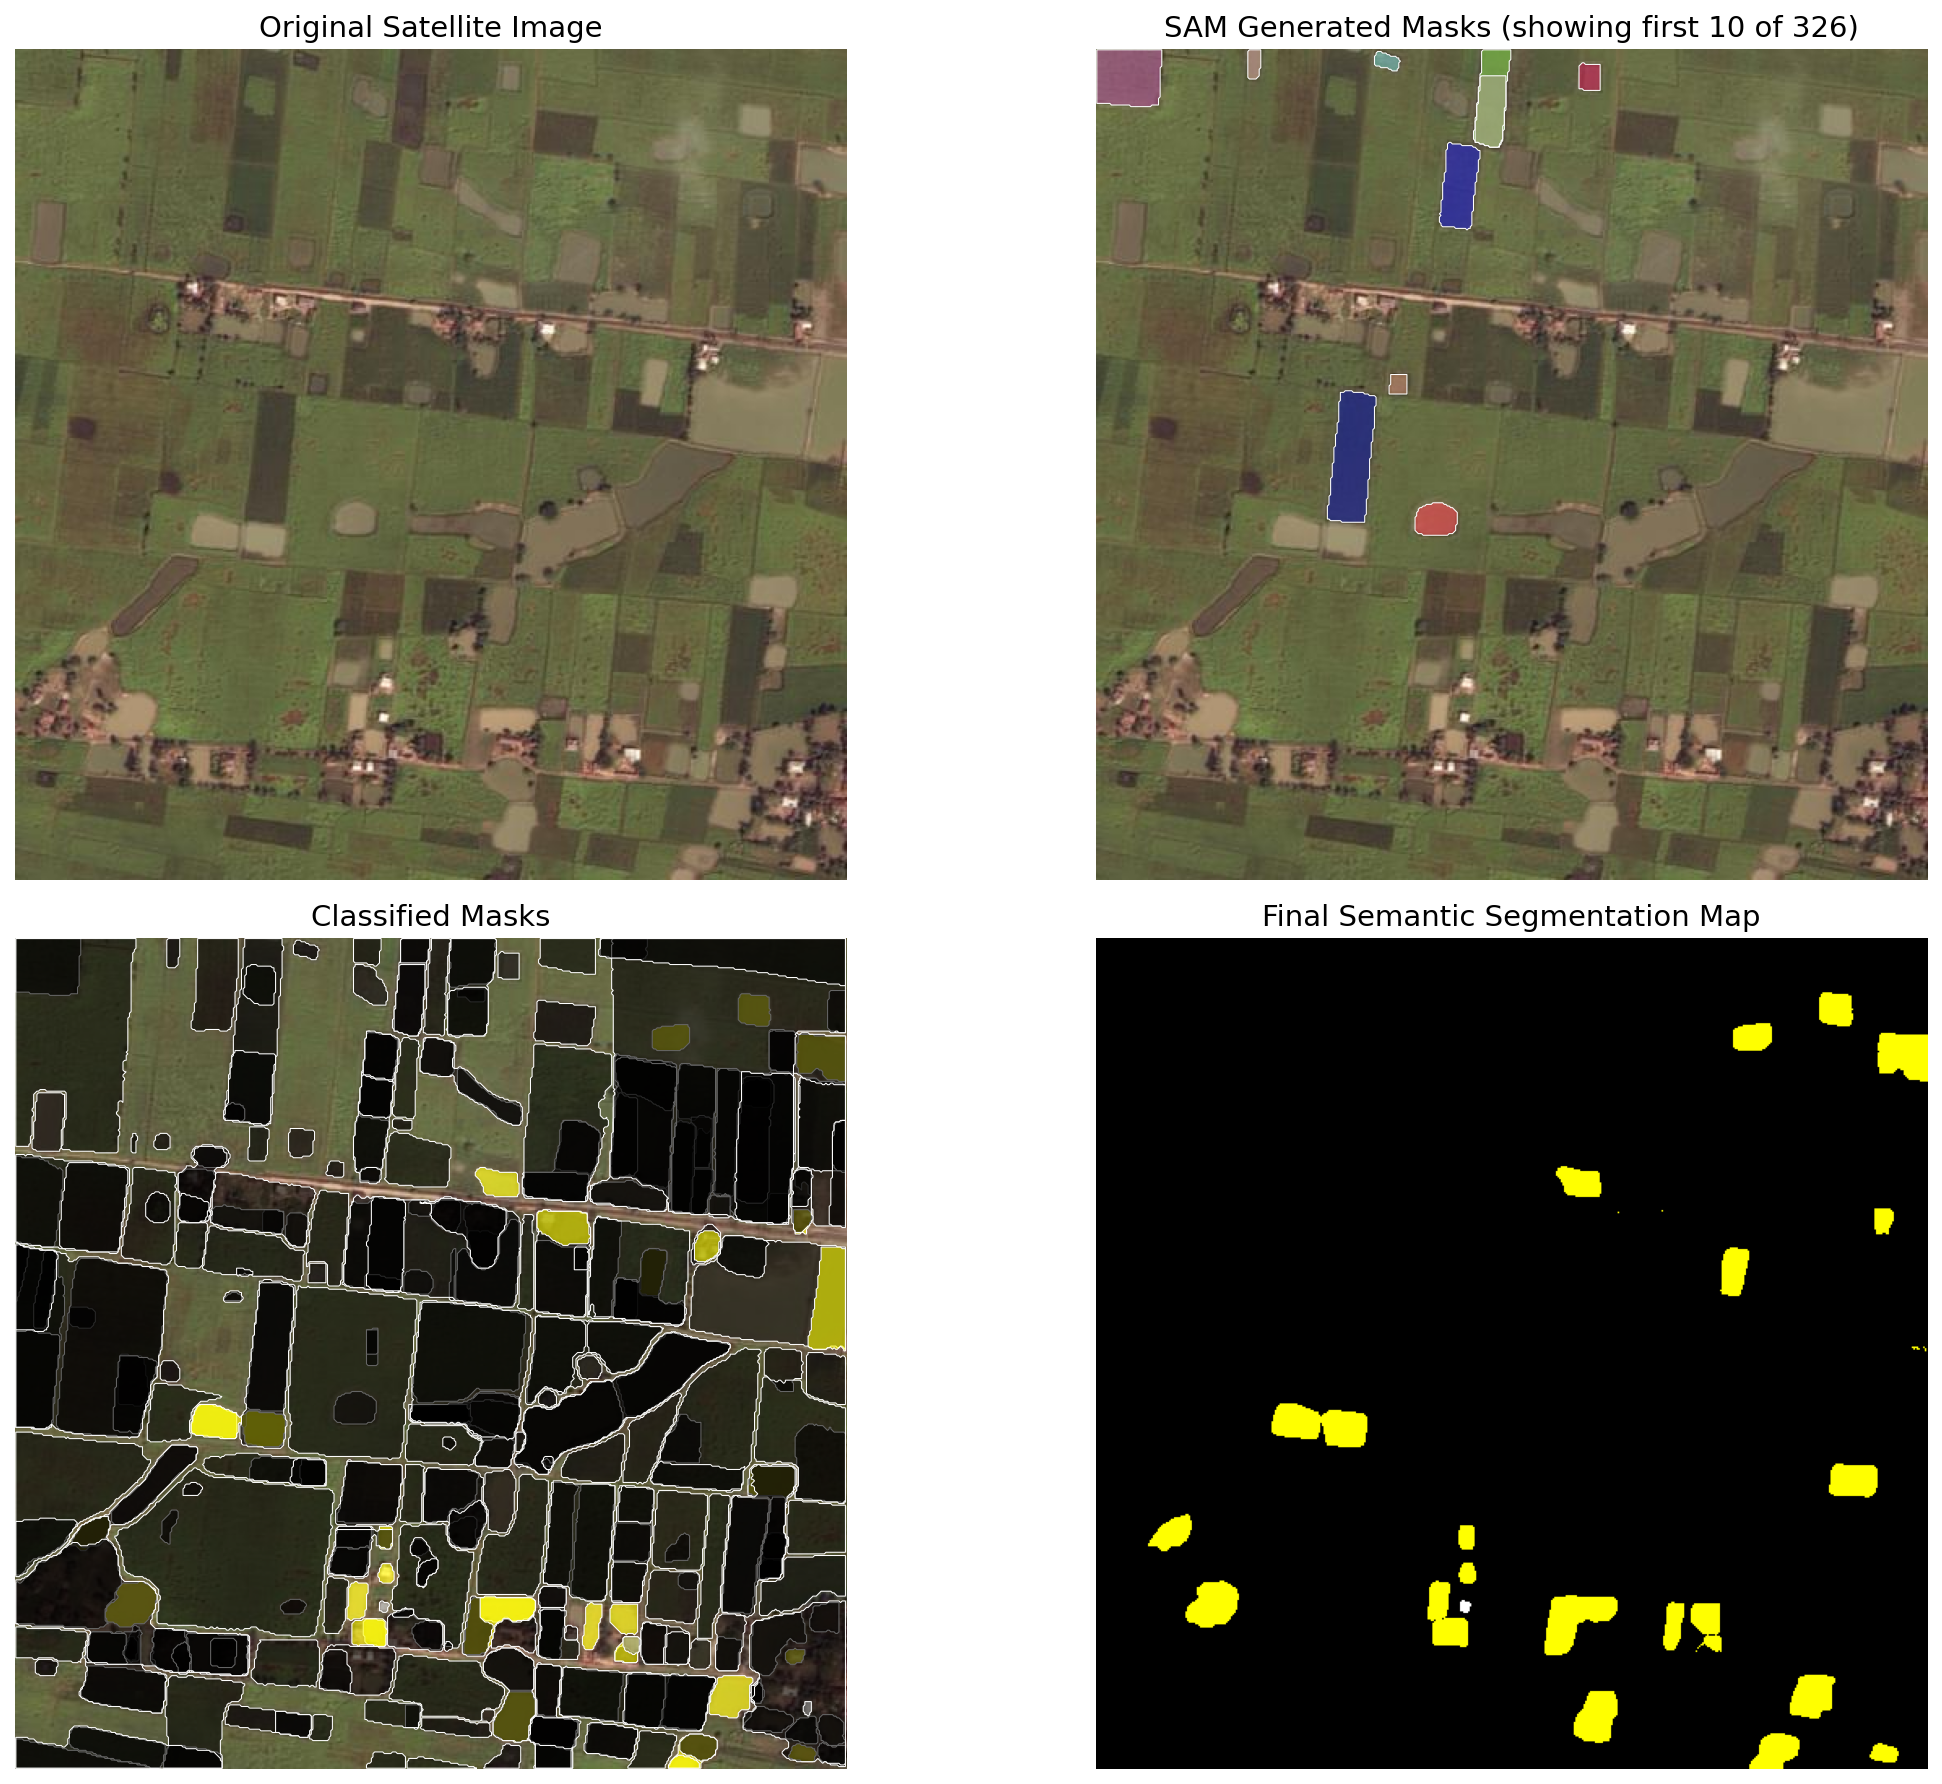 Original Satellite Image
SAM Generated Masks (showing first 10 of 326)
Classified Masks
Final Semantic Segmentation Map